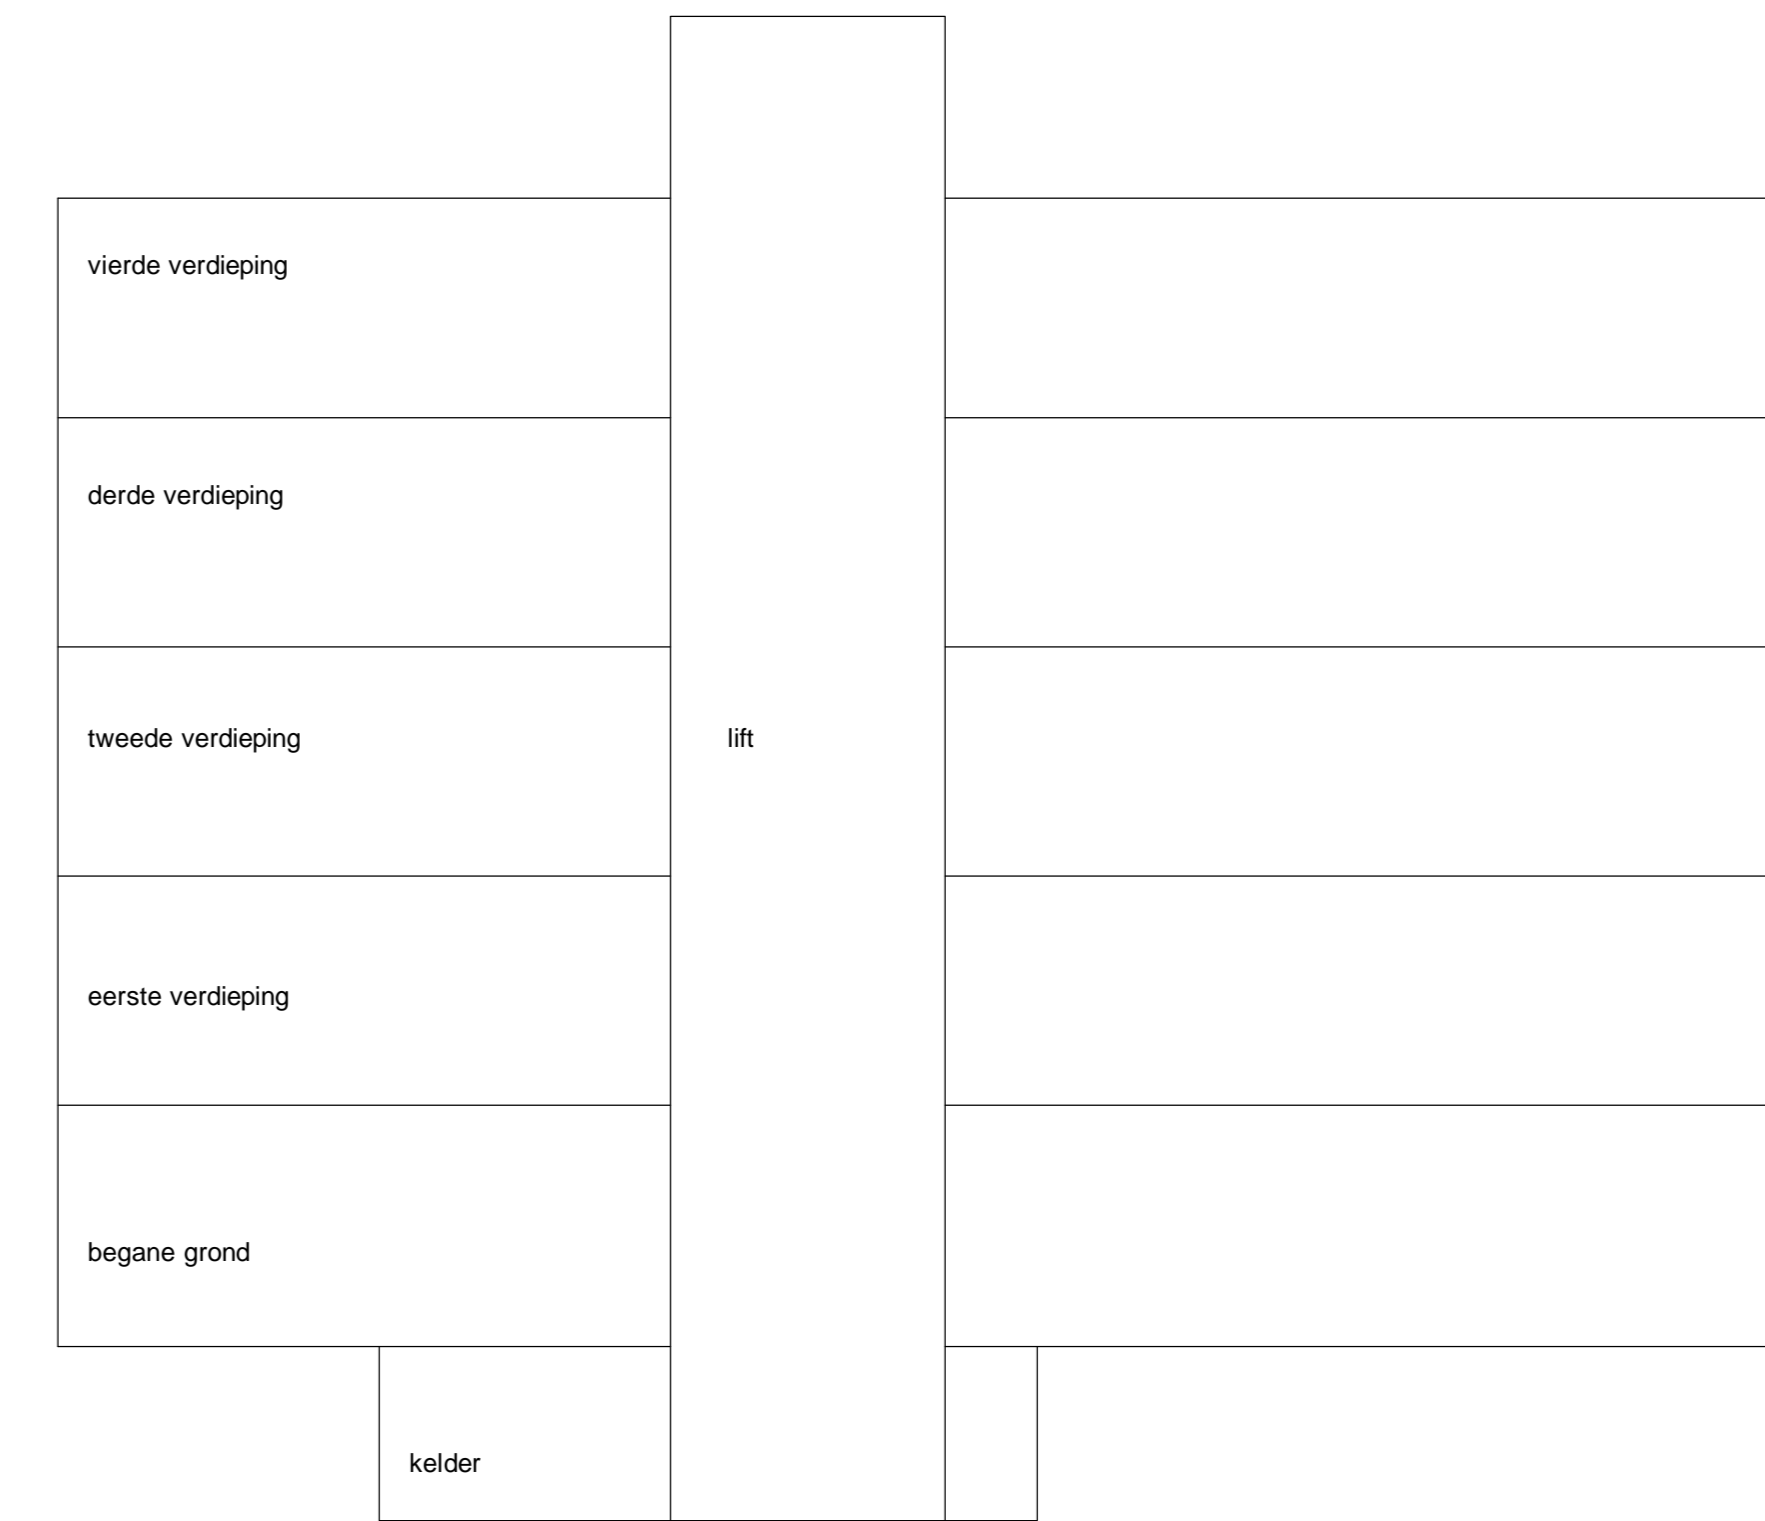 vierde verdieping
derde verdieping
tweede verdieping
lift
eerste verdieping
begane grond
kelder